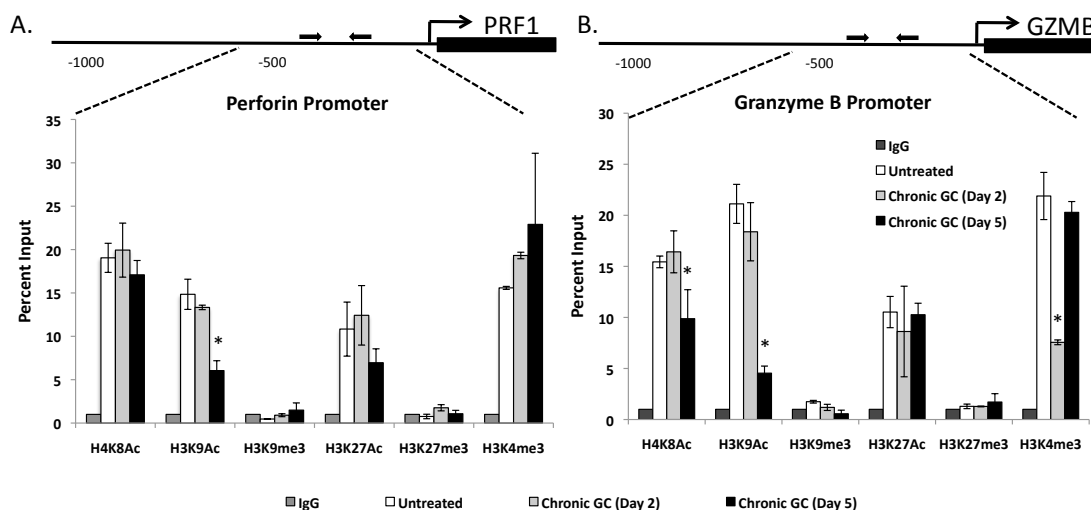 A.
PRF1
-1000
-500
Perforin Promoter
Percent Input
35
30
25
20
15
10
5
0
*
H4K8Ac
H3K9Ac
H3K9me3
H3K27Ac
H3K27me3
H3K4me3
B.
GZMB
-1000
-500
Granzyme B Promoter
Percent Input
30
25
20
15
10
5
0
IgG
Untreated
Chronic GC (Day 2)
Chronic GC (Day 5)
*
*
*
H4K8Ac
H3K9Ac
H3K9me3
H3K27Ac
H3K27me3
H3K4me3
IgG
Untreated
Chronic GC (Day 2)
Chronic GC (Day 5)